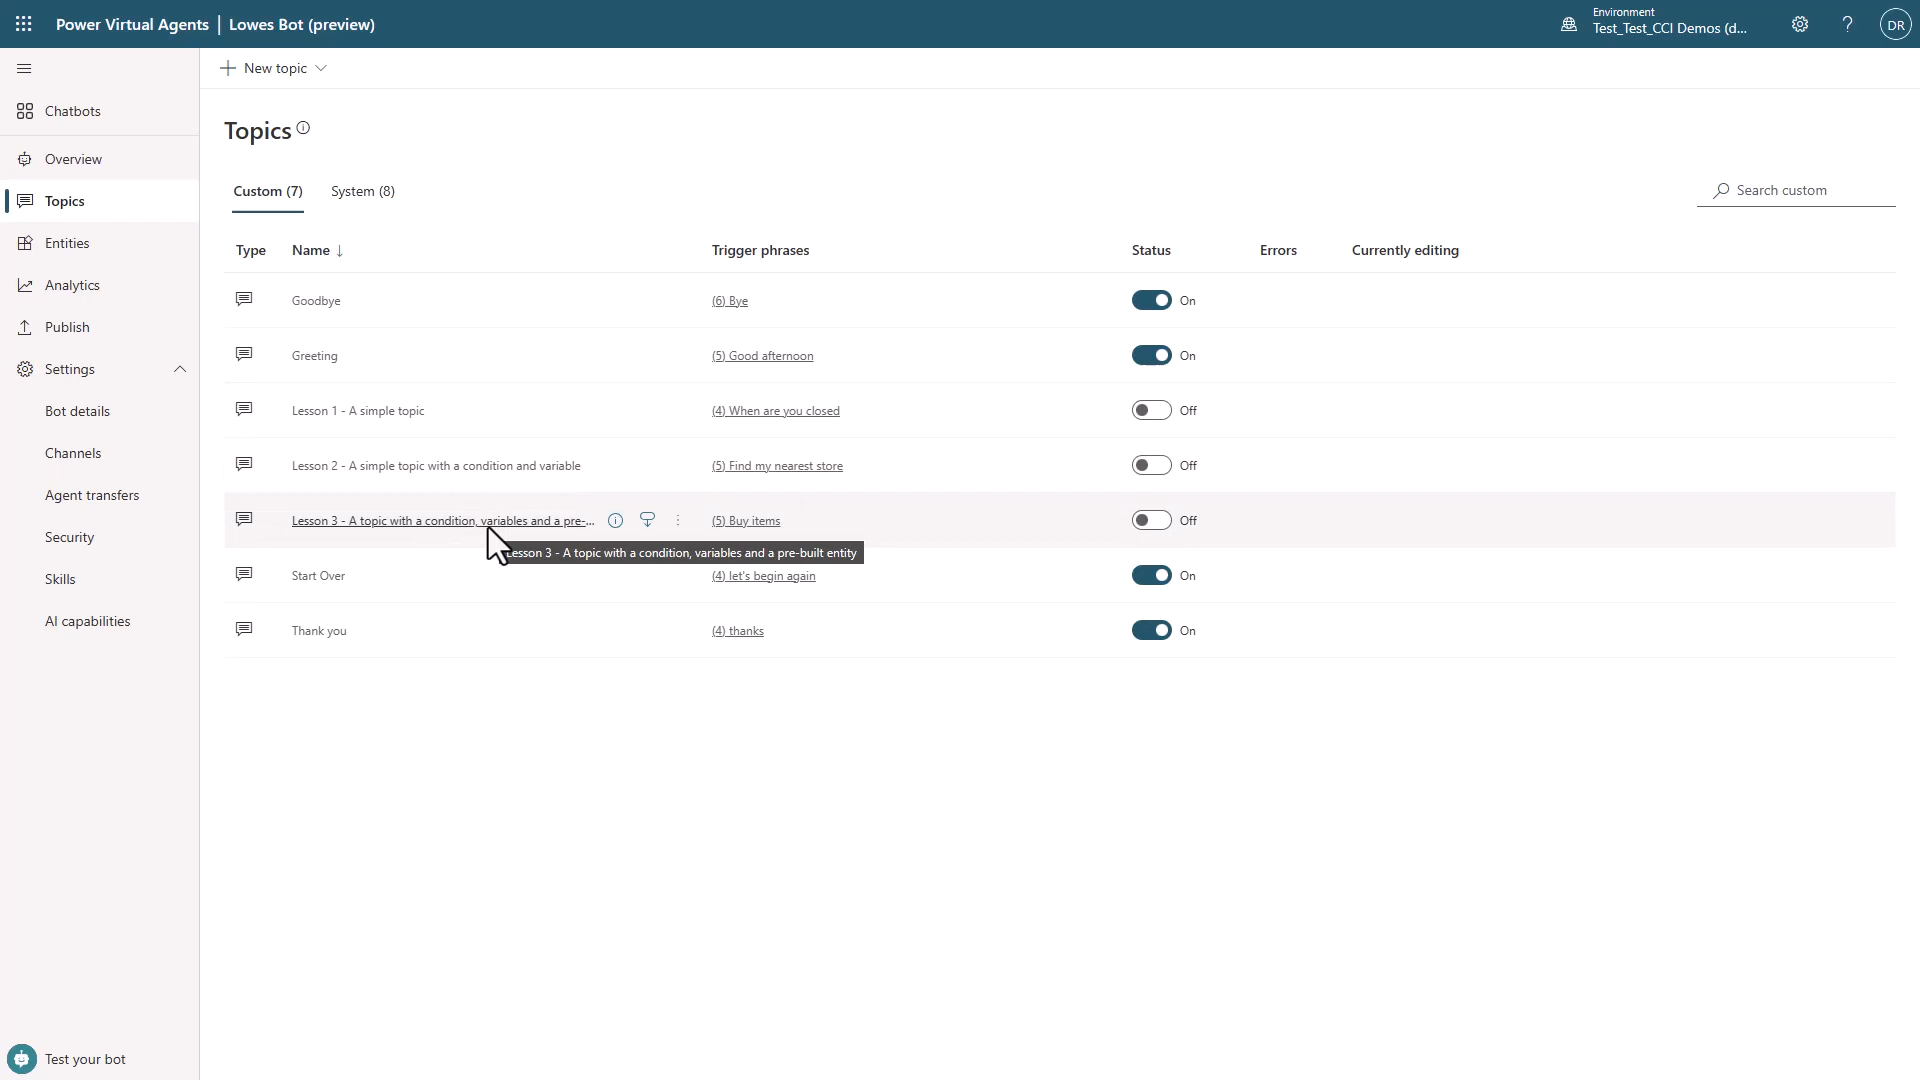 Power Virtual Agents | Lowes Bot (preview)
Environment
Test_Test_CCI Demos (d...
?
DR
New topic
Chatbots
Overview
Topics
Entities
Analytics
Publish
Settings
Bot details
Channels
Agent transfers
Security
Skills
AI capabilities
Test your bot
Topics
Custom (7) System (8)
Search custom
Type Name ↓ Trigger phrases Status Errors Currently editing
Goodbye (6) Bye On
Greeting (5) Good afternoon On
Lesson 1 - A simple topic (4) When are you closed Off
Lesson 2 - A simple topic with a condition and variable (5) Find my nearest store Off
Lesson 3 - A topic with a condition, variables and a pre-... (5) Buy items Off
Lesson 3 - A topic with a condition, variables and a pre-built entity
Start Over (4) let's begin again On
Thank you (4) thanks On